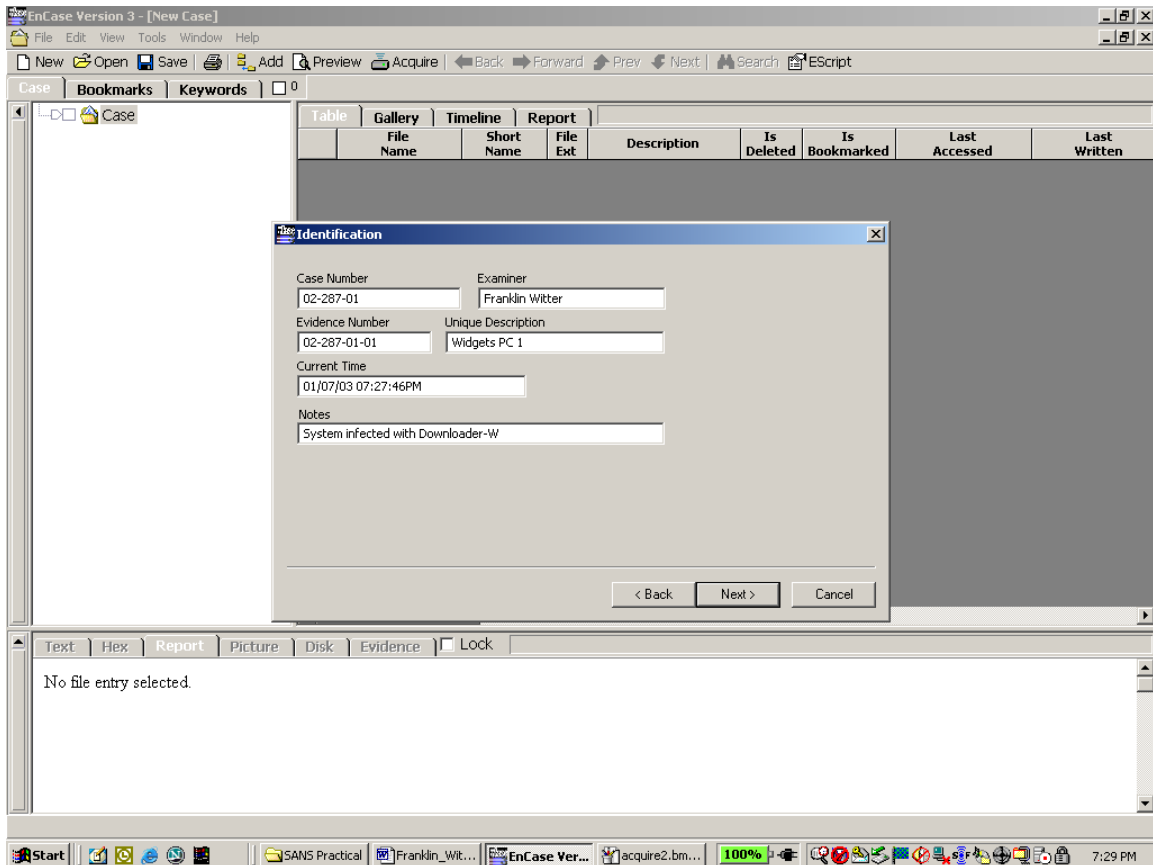 EnCase Version 3 - [New Case]
File Edit View Tools Window Help
New Open Save Add Preview Acquire Back Forward Prev Next Search EScript
Case Bookmarks Keywords 0
Case
Table Gallery Timeline Report
File Name Short Name File Ext Description Is Deleted Is Bookmarked Last Accessed Last Written
Identification
Case Number Examiner
02-287-01 Franklin Witter
Evidence Number Unique Description
02-287-01-01 Widgets PC 1
Current Time
01/07/03 07:27:46PM
Notes
System infected with Downloader-W
< Back Next > Cancel
Text Hex Report Picture Disk Evidence Lock
No file entry selected.
Start SANS Practical Franklin_Wit... EnCase Ver... acquire2.bm... 100% 7:29 PM